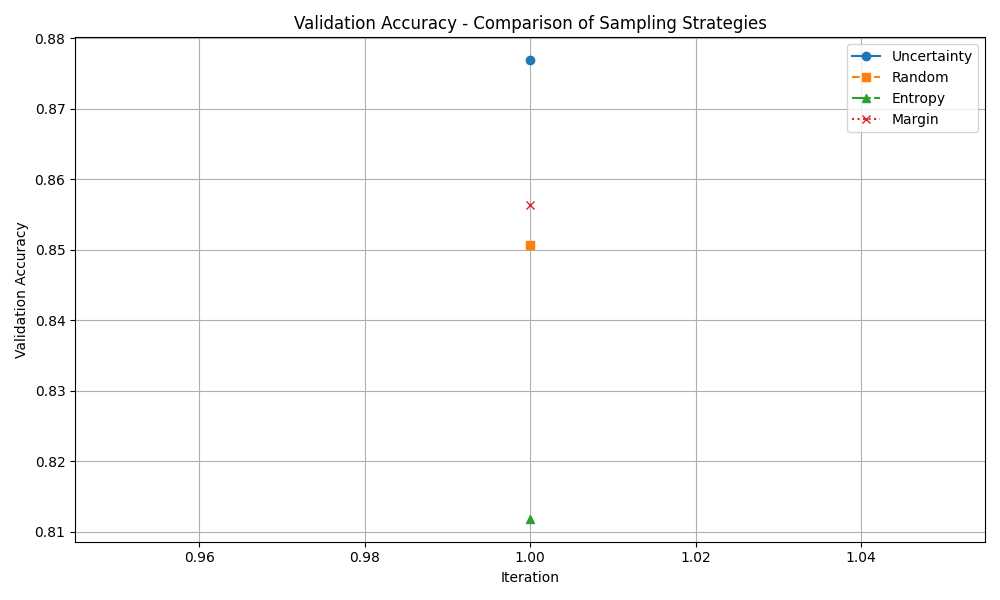 Validation Accuracy - Comparison of Sampling Strategies
Uncertainty
Random
Entropy
Margin
Validation Accuracy
0.88
0.87
0.86
0.85
0.84
0.83
0.82
0.81
0.96 0.98 1.00 1.02 1.04
Iteration